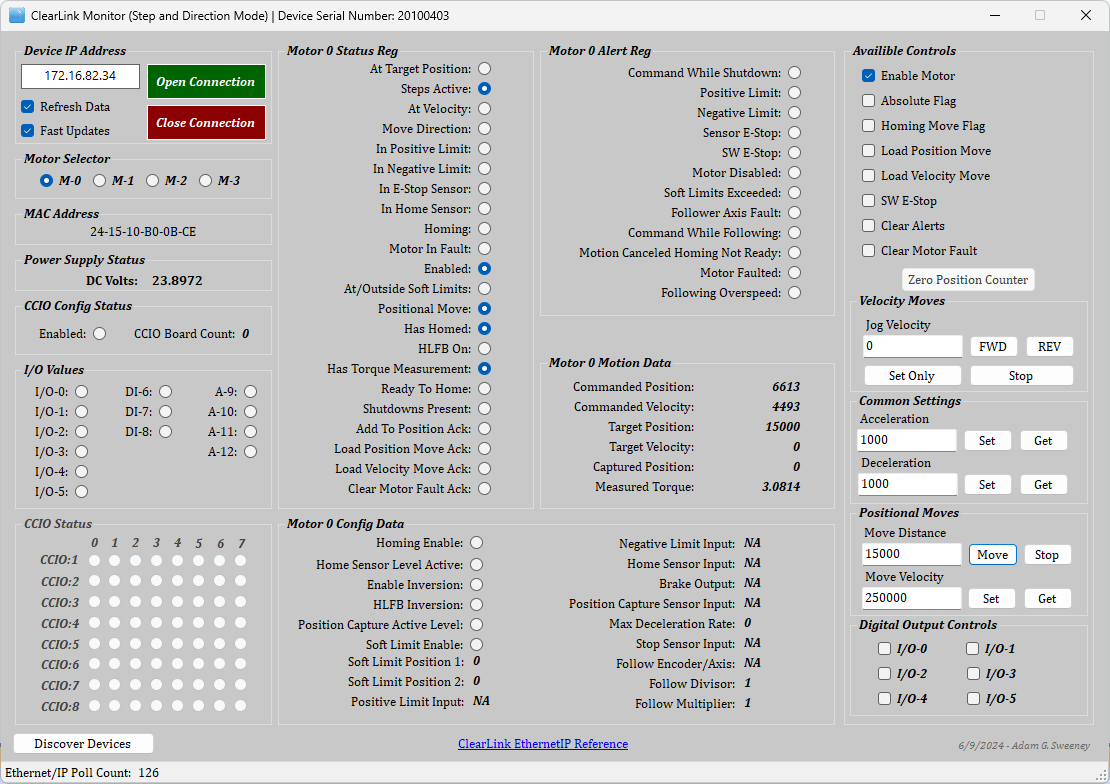 ClearLink Monitor (Step and Direction Mode) | Device Serial Number: 20100403
Device IP Address
172.16.82.34
Open Connection
Refresh Data
Fast Updates
Close Connection
Motor Selector
M-0 M-1 M-2 M-3
MAC Address
24-15-10-B0-0B-CE
Power Supply Status
DC Volts: 23.8972
CCIO Config Status
Enabled: CCIO Board Count: 0
I/O Values
I/O-0: DI-6: A-9:
I/O-1: DI-7: A-10:
I/O-2: DI-8: A-11:
I/O-3: A-12:
I/O-4:
I/O-5:
CCIO Status
0 1 2 3 4 5 6 7
CCIO:1
CCIO:2
CCIO:3
CCIO:4
CCIO:5
CCIO:6
CCIO:7
CCIO:8
Motor 0 Status Reg
At Target Position:
Steps Active:
At Velocity:
Move Direction:
In Positive Limit:
In Negative Limit:
In E-Stop Sensor:
In Home Sensor:
Homing:
Motor In Fault:
Enabled:
At/Outside Soft Limits:
Positional Move:
Has Homed:
HLFB On:
Has Torque Measurement:
Ready To Home:
Shutdowns Present:
Add To Position Ack:
Load Position Move Ack:
Load Velocity Move Ack:
Clear Motor Fault Ack:
Motor 0 Alert Reg
Command While Shutdown:
Positive Limit:
Negative Limit:
Sensor E-Stop:
SW E-Stop:
Motor Disabled:
Soft Limits Exceeded:
Follower Axis Fault:
Command While Following:
Motion Canceled Homing Not Ready:
Motor Faulted:
Following Overspeed:
Motor 0 Motion Data
Commanded Position: 6613
Commanded Velocity: 4493
Target Position: 15000
Target Velocity: 0
Captured Position: 0
Measured Torque: 3.0814
Motor 0 Config Data
Homing Enable:
Home Sensor Level Active:
Enable Inversion:
HLFB Inversion:
Position Capture Active Level:
Soft Limit Enable:
Soft Limit Position 1: 0
Soft Limit Position 2: 0
Positive Limit Input: NA
Negative Limit Input: NA
Home Sensor Input: NA
Brake Output: NA
Position Capture Sensor Input: NA
Max Deceleration Rate: 0
Stop Sensor Input: NA
Follow Encoder/Axis: NA
Follow Divisor: 1
Follow Multiplier: 1
Availible Controls
Enable Motor
Absolute Flag
Homing Move Flag
Load Position Move
Load Velocity Move
SW E-Stop
Clear Alerts
Clear Motor Fault
Zero Position Counter
Velocity Moves
Jog Velocity
0 FWD REV
Set Only Stop
Common Settings
Acceleration
1000 Set Get
Deceleration
1000 Set Get
Positional Moves
Move Distance
15000 Move Stop
Move Velocity
250000 Set Get
Digital Output Controls
I/O-0 I/O-1
I/O-2 I/O-3
I/O-4 I/O-5
Discover Devices
ClearLink EthernetIP Reference
6/9/2024 - Adam G. Sweeney
Ethernet/IP Poll Count: 126